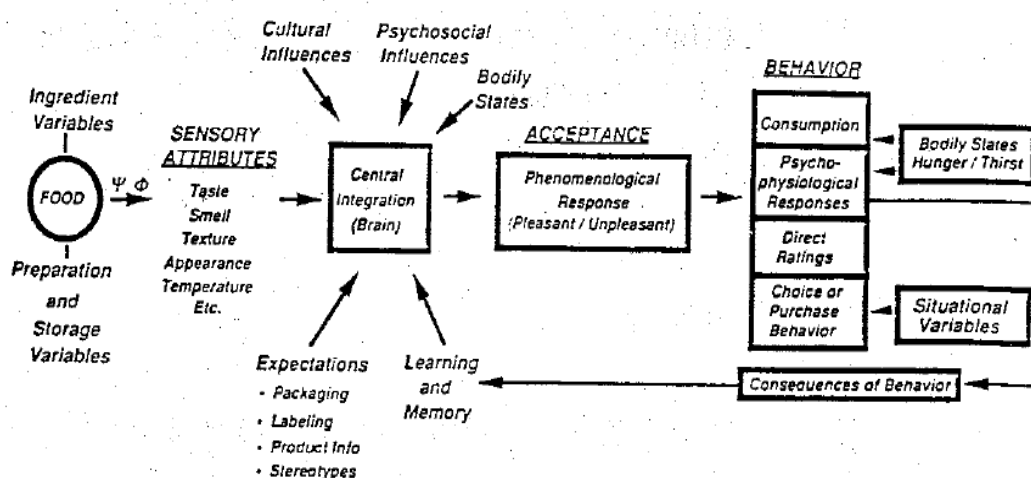 Cultural
Influences
Psychosocial
Influences
Bodily
States
Ingredient
Variables
FOOD
Ψ Φ
Preparation
and
Storage
Variables
SENSORY
ATTRIBUTES
Taste
Smell
Texture
Appearance
Temperature
Etc.
Central
Integration
(Brain)
Expectations
• Packaging
• Labeling
• Product Info
• Stereotypes
Learning
and
Memory
ACCEPTANCE
Phenomenological
Response
(Pleasant / Unpleasant)
BEHAVIOR
Consumption
Psycho-
physiological
Responses
Direct
Ratings
Choice or
Purchase
Behavior
Bodily States
Hunger / Thirst
Situational
Variables
Consequences of Behavior